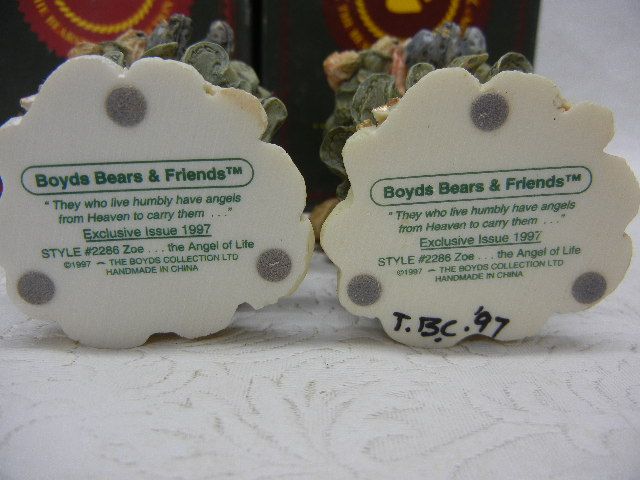 Boyds Bears & Friends™
" They who live humbly have angels
from Heaven to carry them . . ."
Exclusive Issue 1997
STYLE #2286 Zoe . . . the Angel of Life
©1997 THE BOYDS COLLECTION LTD
HANDMADE IN CHINA
Boyds Bears & Friends™
" They who live humbly have angels
from Heaven to carry them . . ."
Exclusive Issue 1997
STYLE #2286 Zoe . . . the Angel of Life
©1997 THE BOYDS COLLECTION LTD
HANDMADE IN CHINA
T.B.C. '97